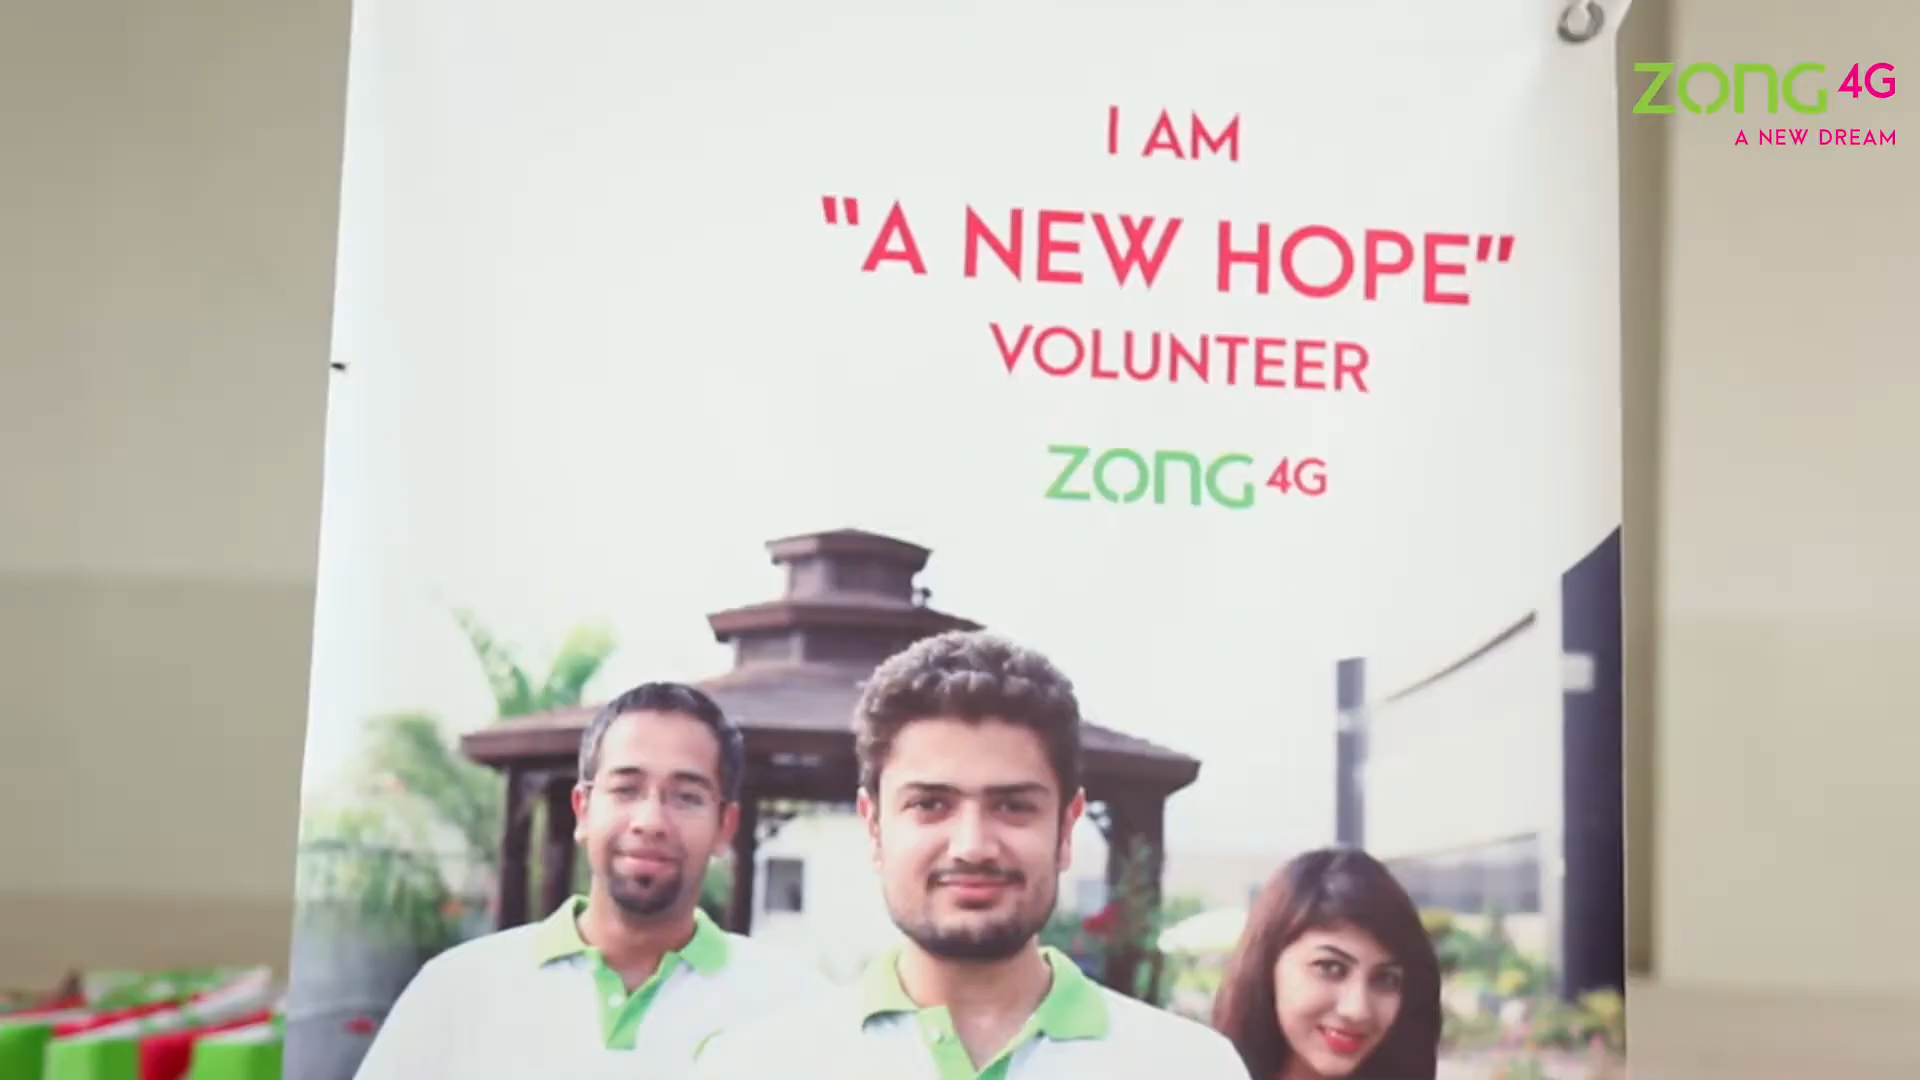 ZONG 4G
A NEW DREAM
I AM
"A NEW HOPE"
VOLUNTEER
ZONG 4G